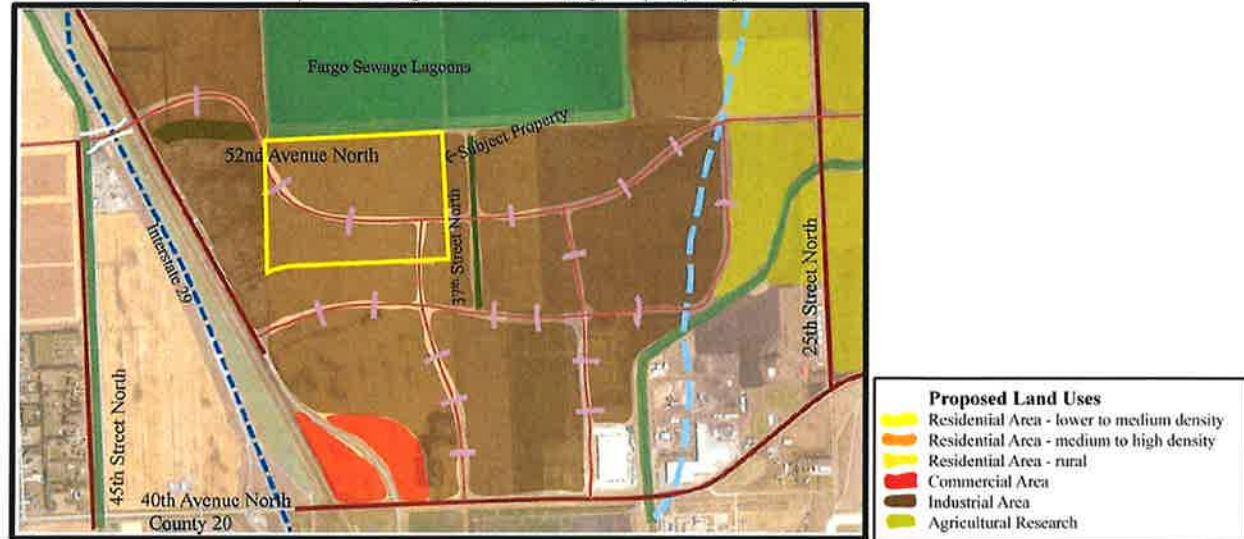 Fargo Sewage Lagoons
←Subject Property
52nd Avenue North
37th Street North
Interstate 29
25th Street North
45th Street North
40th Avenue North
County 20
Proposed Land Uses
Residential Area - lower to medium density
Residential Area - medium to high density
Residential Area - rural
Commercial Area
Industrial Area
Agricultural Research